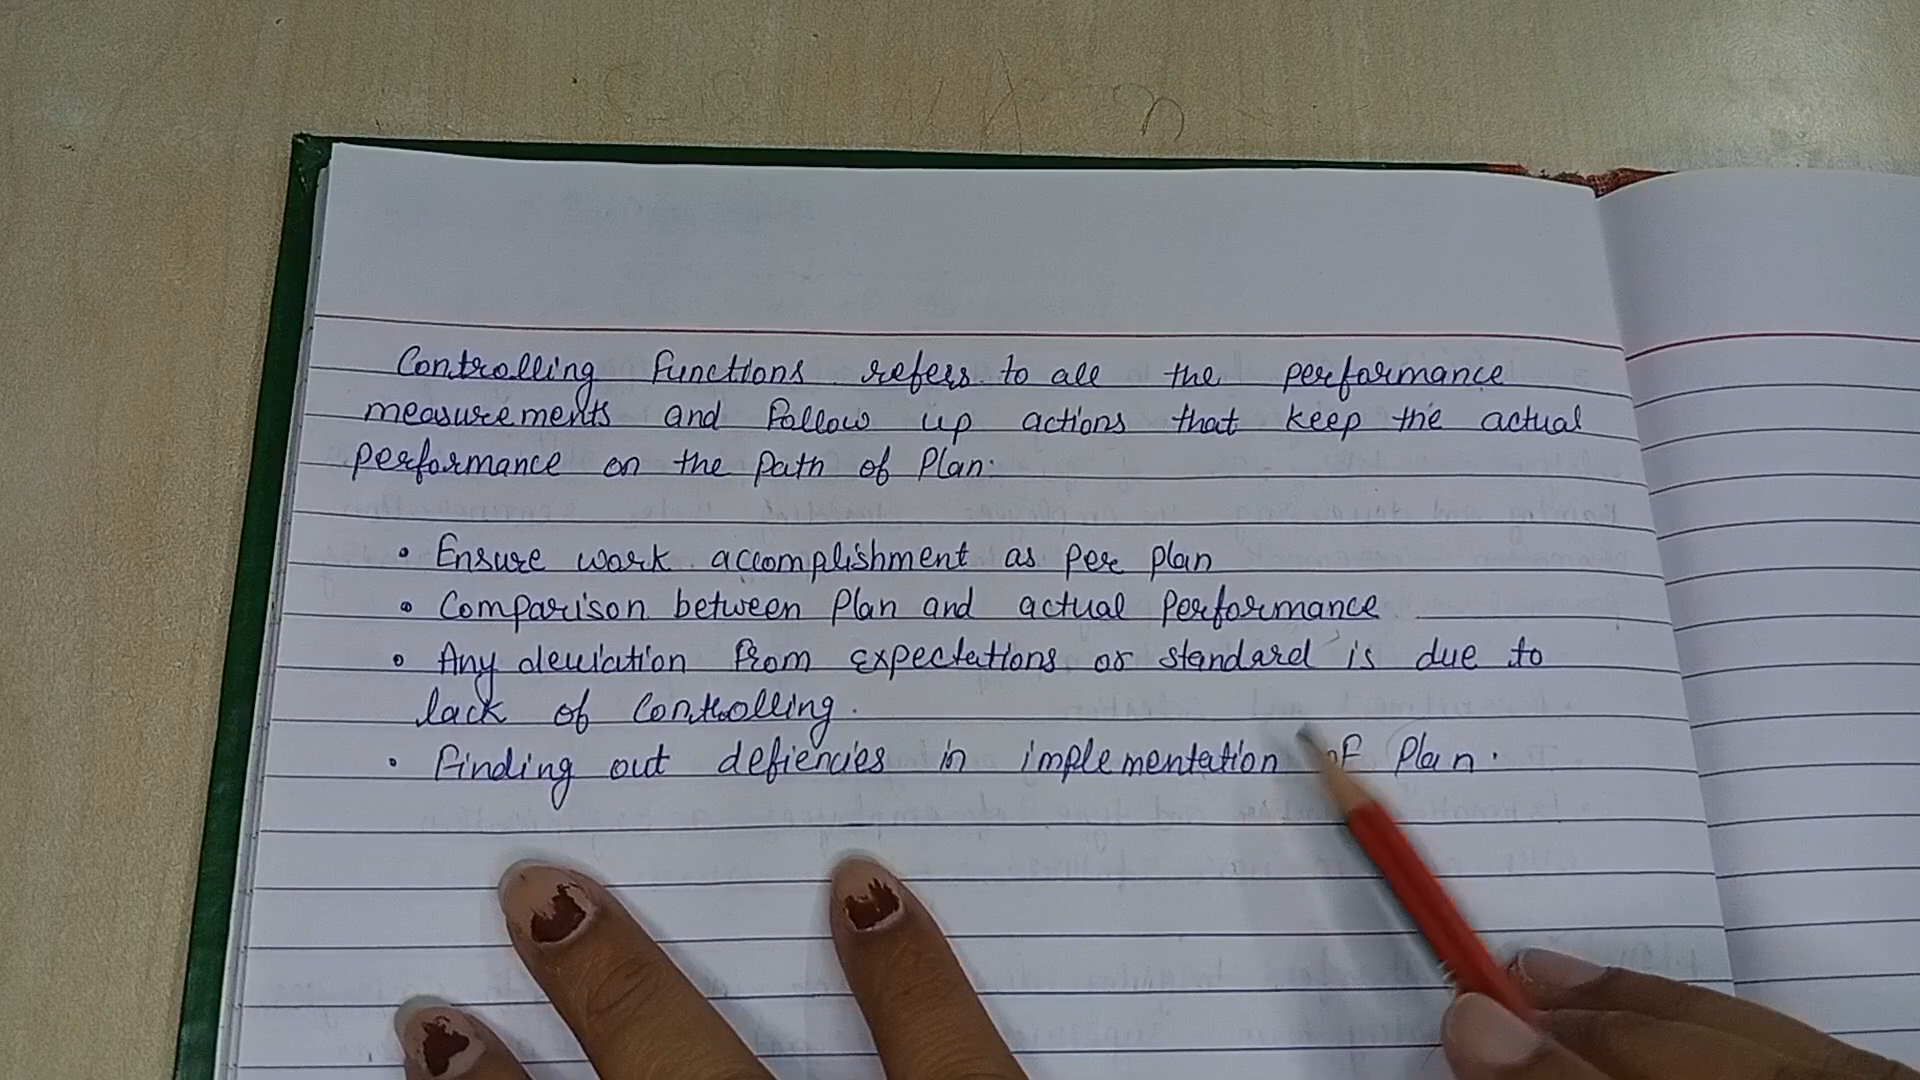 Controlling functions refers to all the performance
measurements and follow up actions that keep the actual
performance on the path of Plan.
• Ensure work accomplishment as per plan
• Comparison between Plan and actual performance
• Any deviation from expectations or standard is due to
lack of controlling.
• Finding out defiencies in implementation of Plan.